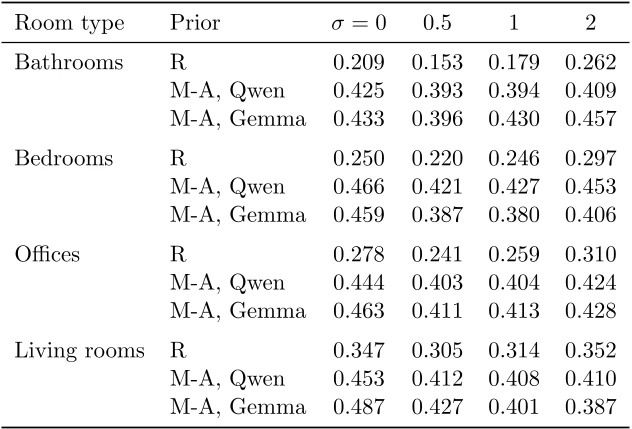 Room type Prior σ = 0 0.5 1 2
Bathrooms R 0.209 0.153 0.179 0.262
M-A, Qwen 0.425 0.393 0.394 0.409
M-A, Gemma 0.433 0.396 0.430 0.457
Bedrooms R 0.250 0.220 0.246 0.297
M-A, Qwen 0.466 0.421 0.427 0.453
M-A, Gemma 0.459 0.387 0.380 0.406
Offices R 0.278 0.241 0.259 0.310
M-A, Qwen 0.444 0.403 0.404 0.424
M-A, Gemma 0.463 0.411 0.413 0.428
Living rooms R 0.347 0.305 0.314 0.352
M-A, Qwen 0.453 0.412 0.408 0.410
M-A, Gemma 0.487 0.427 0.401 0.387